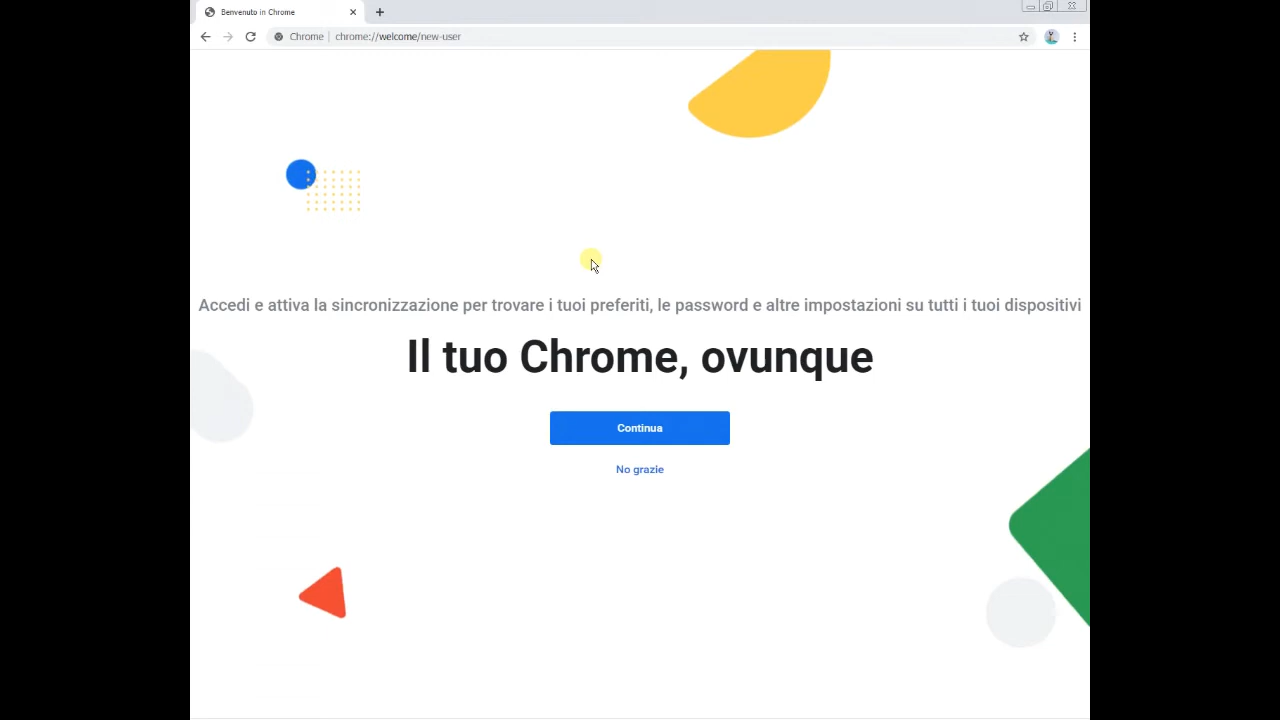 Benvenuto in Chrome
Chrome | chrome://welcome/new-user
Accedi e attiva la sincronizzazione per trovare i tuoi preferiti, le password e altre impostazioni su tutti i tuoi dispositivi
Il tuo Chrome, ovunque
Continua
No grazie